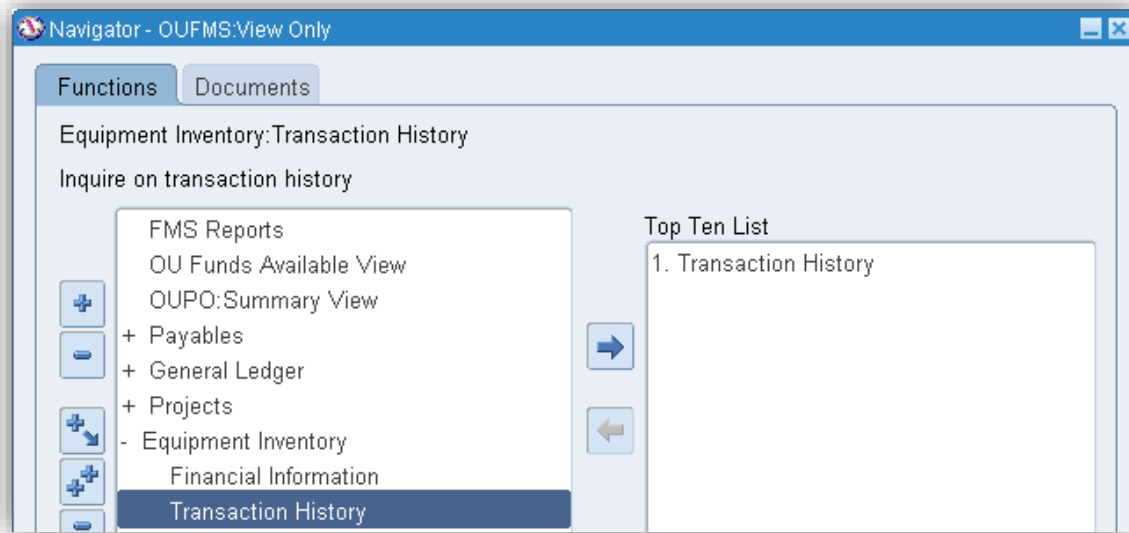 Navigator - OUFMS:View Only
Functions Documents
Equipment Inventory:Transaction History
Inquire on transaction history
FMS Reports
OU Funds Available View
OUPO:Summary View
+ Payables
+ General Ledger
+ Projects
- Equipment Inventory
Financial Information
Transaction History
Top Ten List
1. Transaction History